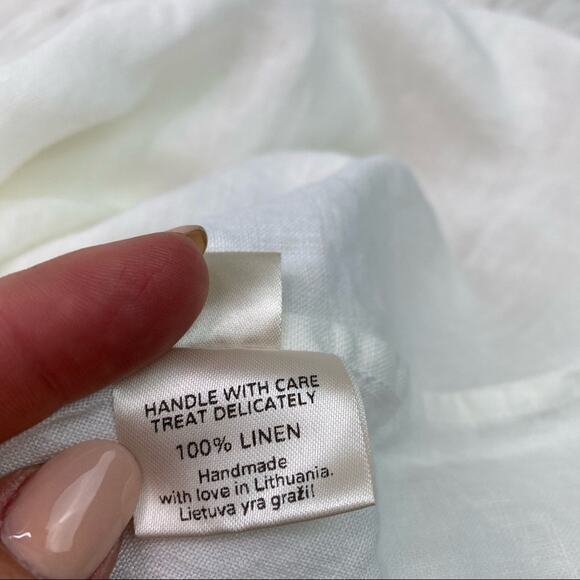 HANDLE WITH CARE
TREAT DELICATELY
100% LINEN
Handmade
with love in Lithuania.
Lietuva yra graži!